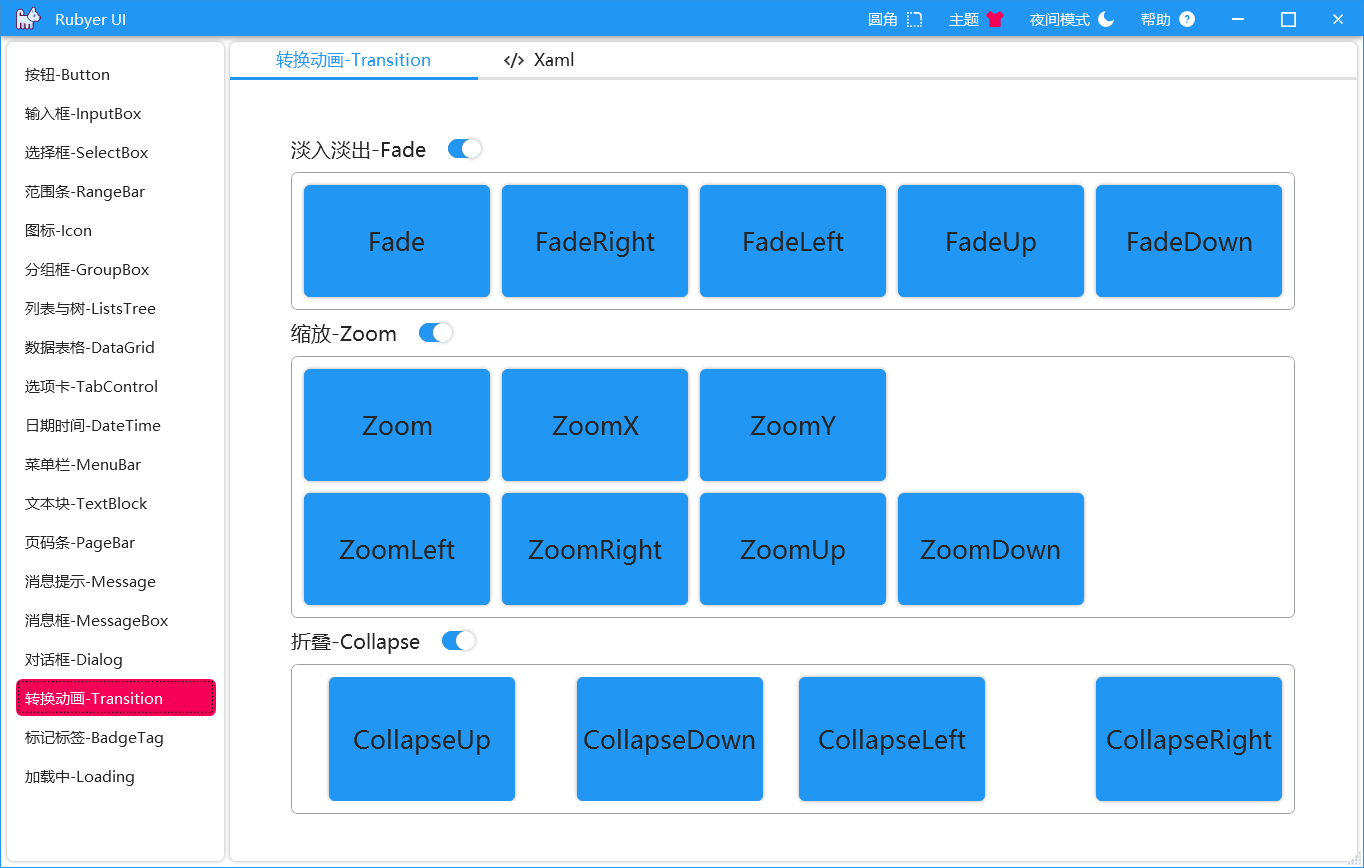 Rubyer UI
圆角
主题
夜间模式
帮助
按钮-Button
输入框-InputBox
选择框-SelectBox
范围条-RangeBar
图标-Icon
分组框-GroupBox
列表与树-ListsTree
数据表格-DataGrid
选项卡-TabControl
日期时间-DateTime
菜单栏-MenuBar
文本块-TextBlock
页码条-PageBar
消息提示-Message
消息框-MessageBox
对话框-Dialog
转换动画-Transition
标记标签-BadgeTag
加载中-Loading
转换动画-Transition
</> Xaml
淡入淡出-Fade
Fade
FadeRight
FadeLeft
FadeUp
FadeDown
缩放-Zoom
Zoom
ZoomX
ZoomY
ZoomLeft
ZoomRight
ZoomUp
ZoomDown
折叠-Collapse
CollapseUp
CollapseDown
CollapseLeft
CollapseRight